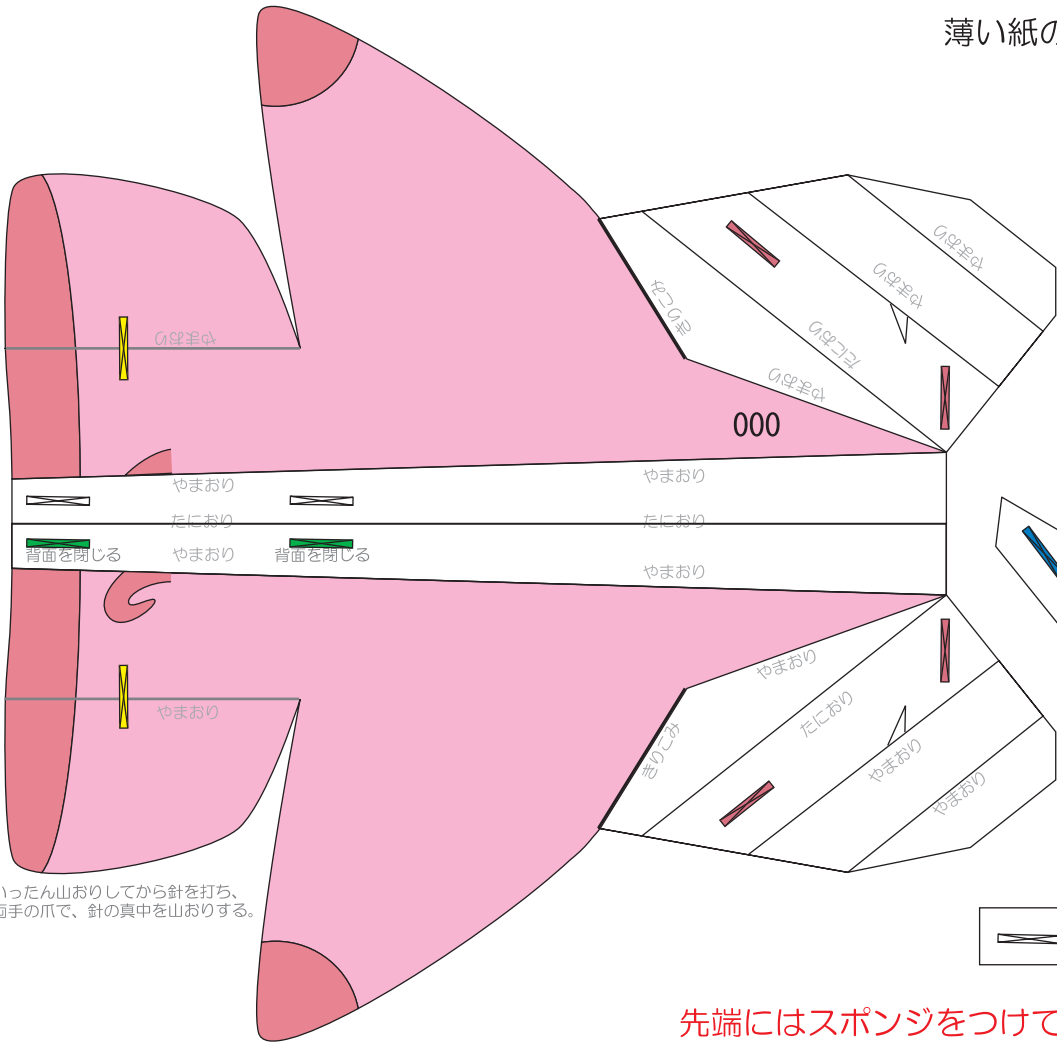 薄い紙の
やまおり
やまおり
きりこみ
たにおり
やまおり
やまおり
000
やまおり
やまおり
たにおり
たにおり
背面を閉じる
やまおり
背面を閉じる
やまおり
やまおり
たにおり
やまおり
きりこみ
やまおり
やまおり
いったん山おりしてから針を打ち、
両手の爪で、針の真中を山おりする。
先端にはスポンジをつけて